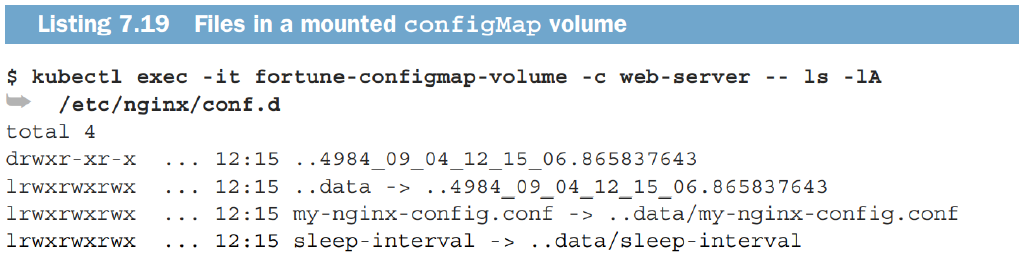 Listing 7.19 Files in a mounted configMap volume
$ kubectl exec -it fortune-configmap-volume -c web-server -- ls -lA
➥ /etc/nginx/conf.d
total 4
drwxr-xr-x ... 12:15 ..4984_09_04_12_15_06.865837643
lrwxrwxrwx ... 12:15 ..data -> ..4984_09_04_12_15_06.865837643
lrwxrwxrwx ... 12:15 my-nginx-config.conf -> ..data/my-nginx-config.conf
lrwxrwxrwx ... 12:15 sleep-interval -> ..data/sleep-interval